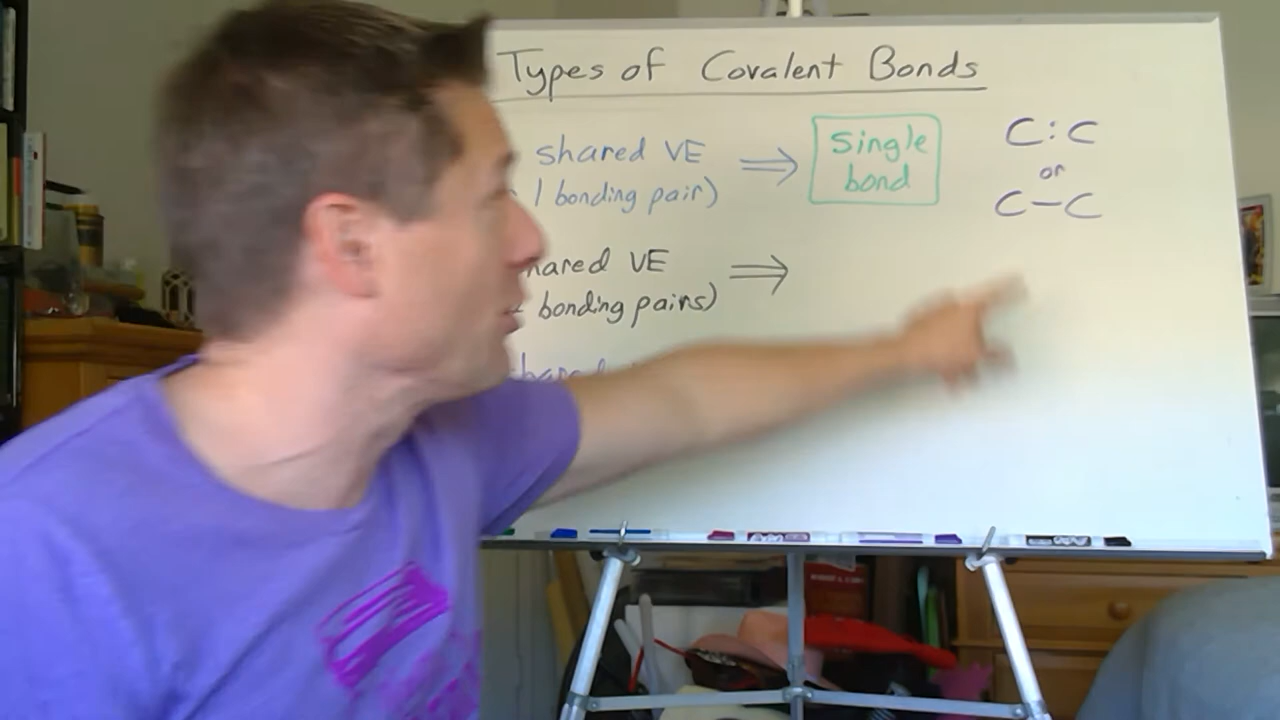 Types of Covalent Bonds
shared VE ⇒
1 bonding pair)
Single
bond
C:C
or
C–C
hared VE ⇒
bonding pairs)